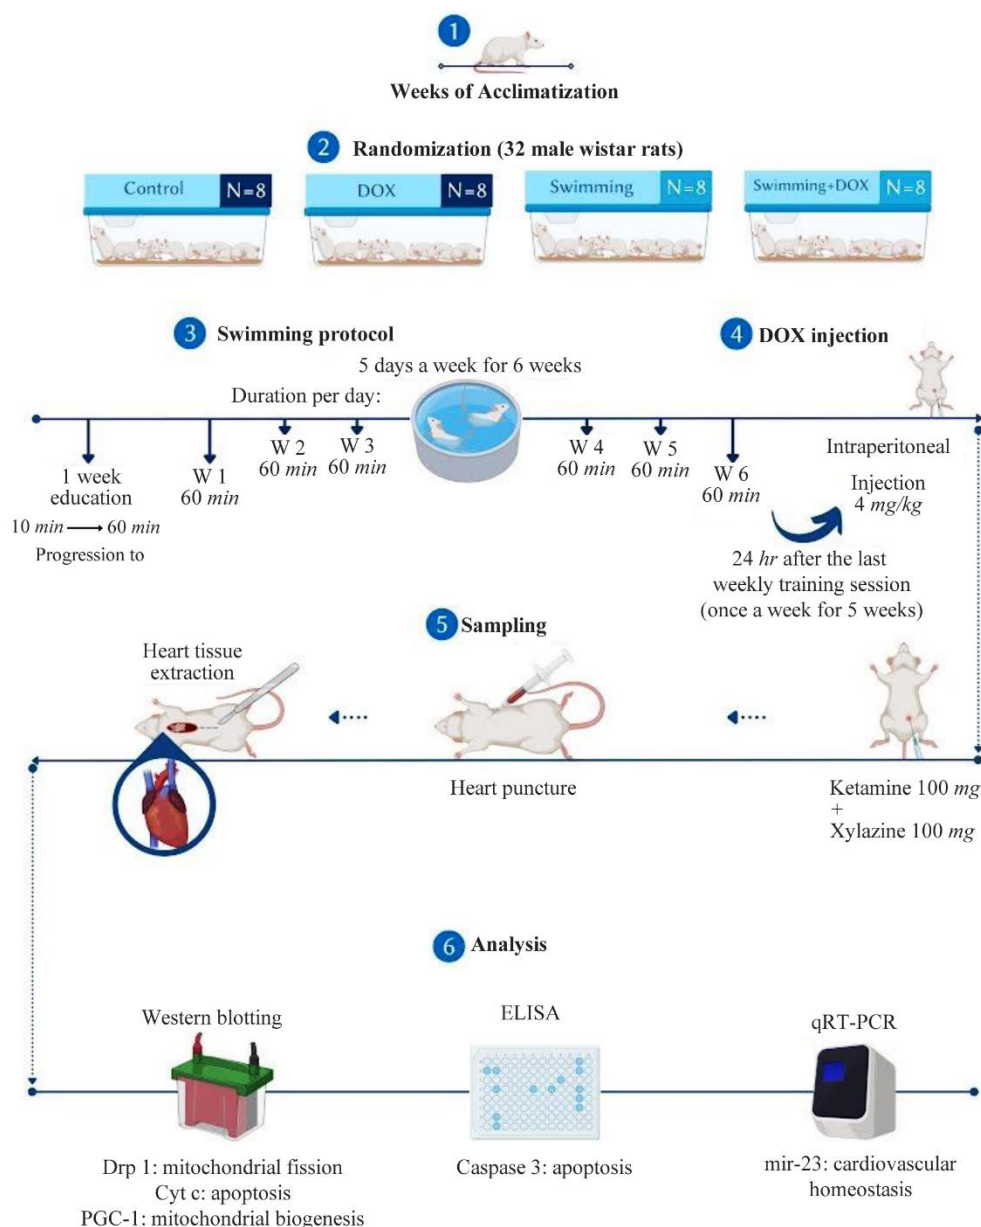 1
Weeks of Acclimatization
2 Randomization (32 male wistar rats)
Control N=8
DOX N=8
Swimming N=8
Swimming+DOX N=8
3 Swimming protocol
4 DOX injection
5 days a week for 6 weeks
Duration per day:
1 week
education
10 min 60 min
Progression to
W 1
60 min
W 2
60 min
W 3
60 min
W 4
60 min
W 5
60 min
W 6
60 min
Intraperitoneal
Injection
4 mg/kg
24 hr after the last
weekly training session
(once a week for 5 weeks)
5 Sampling
Heart tissue
extraction
Heart puncture
Ketamine 100 mg
+
Xylazine 100 mg
6 Analysis
Western blotting
ELISA
qRT-PCR
Drp 1: mitochondrial fission
Cyt c: apoptosis
PGC-1: mitochondrial biogenesis
Caspase 3: apoptosis
mir-23: cardiovascular
homeostasis